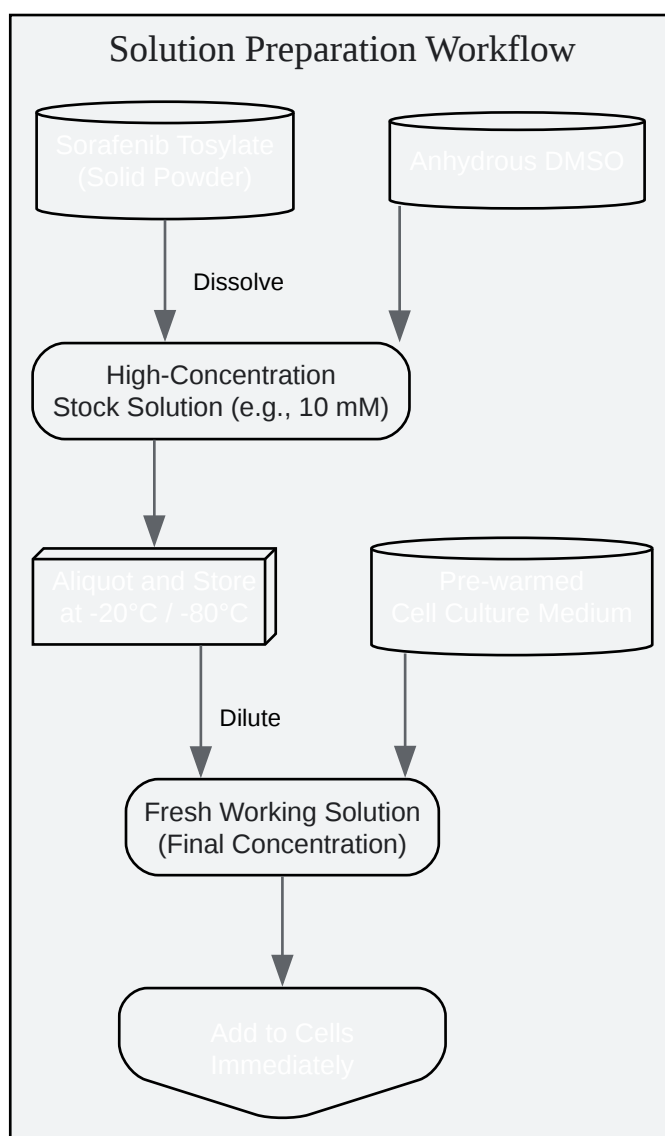 Solution Preparation Workflow
Sorafenib Tosylate
(Solid Powder)
Anhydrous DMSO
Dissolve
High-Concentration
Stock Solution (e.g., 10 mM)
Aliquot and Store
at -20°C / -80°C
Pre-warmed
Cell Culture Medium
Dilute
Fresh Working Solution
(Final Concentration)
Add to Cells
Immediately